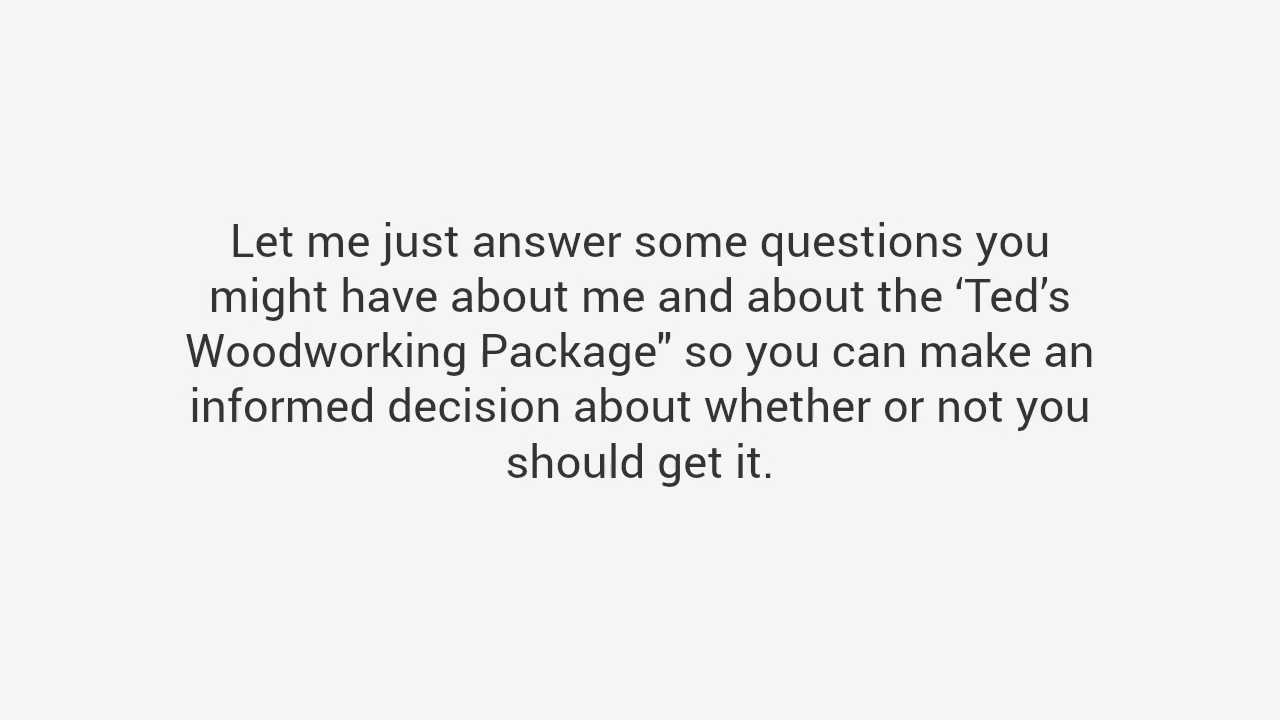 Let me just answer some questions you
might have about me and about the ‘Ted’s
Woodworking Package" so you can make an
informed decision about whether or not you
should get it.